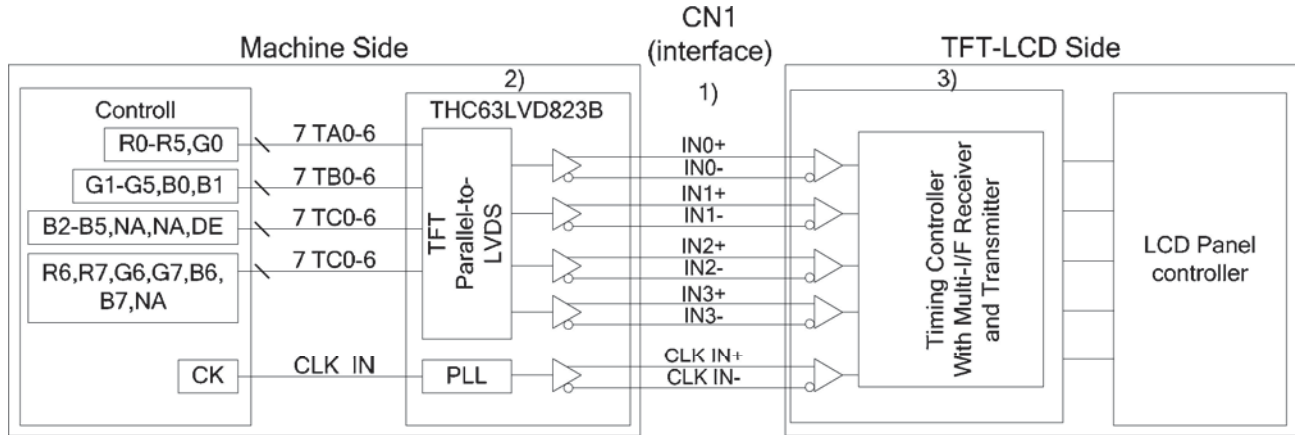 CN1
(interface)
1)
Machine Side
Controll
R0-R5,G0
G1-G5,B0,B1
B2-B5,NA,NA,DE
R6,R7,G6,G7,B6,
B7,NA
CK
7 TA0-6
7 TB0-6
7 TC0-6
7 TC0-6
CLK IN
2)
THC63LVD823B
TFT
Parallel-to-
LVDS
PLL
IN0+
IN0-
IN1+
IN1-
IN2+
IN2-
IN3+
IN3-
CLK IN+
CLK IN-
TFT-LCD Side
3)
Timing Controller
With Multi-I/F Receiver
and Transmitter
LCD Panel
controller